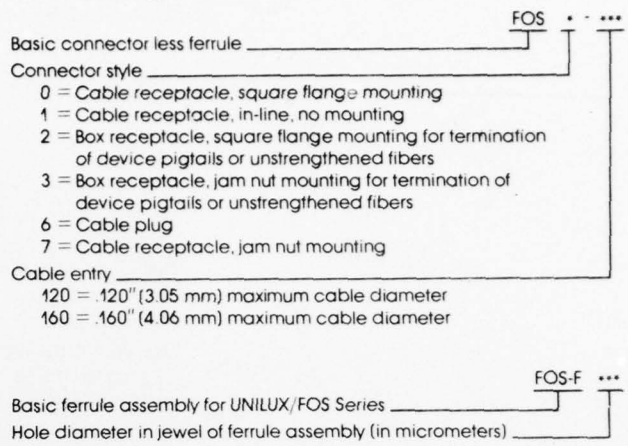 FOS • - •••
Basic connector less ferrule
Connector style
0 = Cable receptacle, square flange mounting
1 = Cable receptacle, in-line, no mounting
2 = Box receptacle, square flange mounting for termination
of device pigtails or unstrengthened fibers
3 = Box receptacle, jam nut mounting for termination of
device pigtails or unstrengthened fibers
6 = Cable plug
7 = Cable receptacle, jam nut mounting
Cable entry
120 = .120" (3.05 mm) maximum cable diameter
160 = .160" (4.06 mm) maximum cable diameter
FOS-F •••
Basic ferrule assembly for UNILUX/FOS Series
Hole diameter in jewel of ferrule assembly (in micrometers)